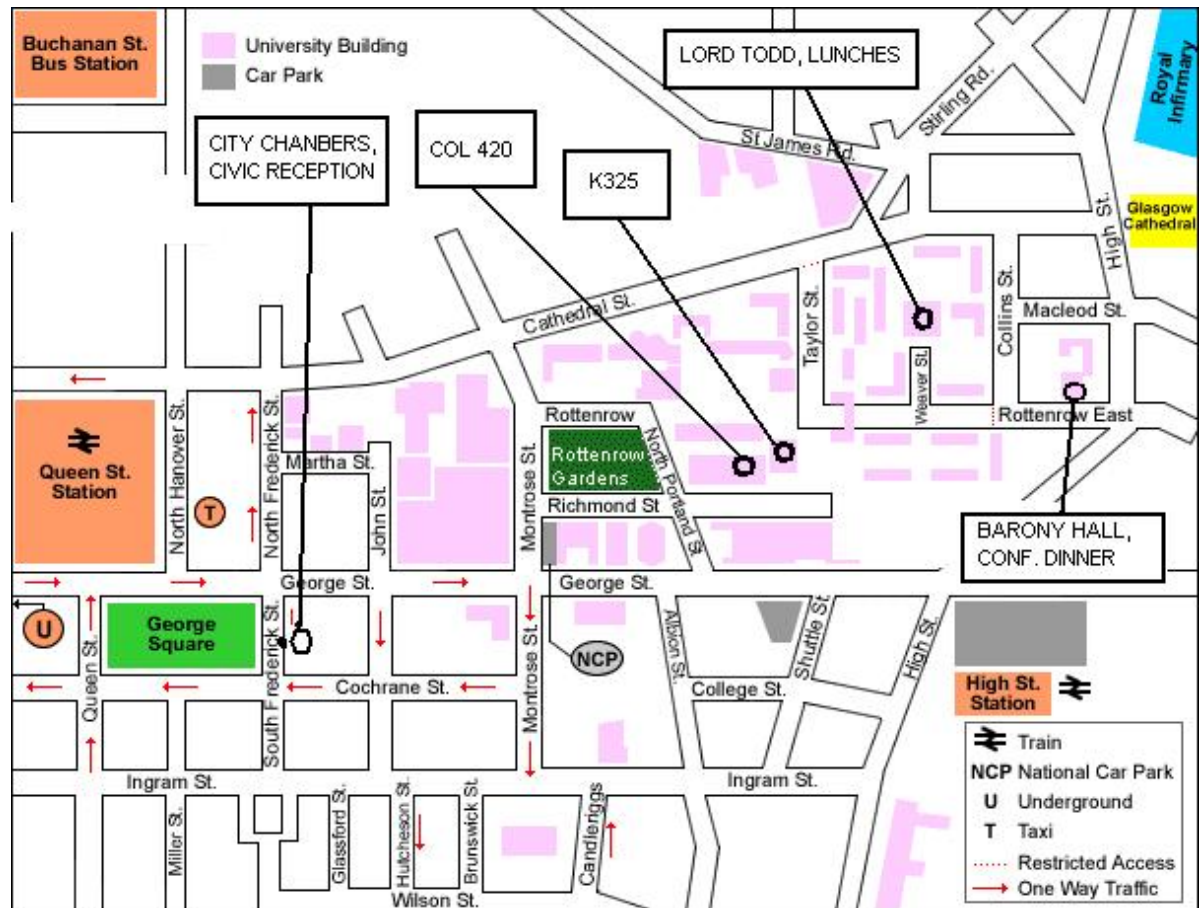 Buchanan St.
Bus Station
University Building
Car Park
LORD TODD, LUNCHES
Royal
Infirmary
CITY CHANBERS,
CIVIC RECEPTION
COL 420
K325
Stirling Rd.
St James Rd.
Glasgow
Cathedral
High St.
Cathedral St.
Taylor St.
Collins St.
Macleod St.
Weaver St.
Rottenrow East
Rottenrow
Rottenrow
Gardens
North Portland St.
Richmond St
Queen St.
Station
North Hanover St.
T
North Frederick St.
Martha St.
John St.
Montrose St.
BARONY HALL,
CONF. DINNER
George St.
George St.
U
George
Square
Queen St.
South Frederick St.
Cochrane St.
Montrose St.
NCP
Albion St.
Shuttle St.
High St.
College St.
High St.
Station
Ingram St.
Ingram St.
Miller St.
Glassford St.
Hutcheson St.
Brunswick St.
Candleriggs
Wilson St.
Train
NCP National Car Park
U Underground
T Taxi
Restricted Access
One Way Traffic